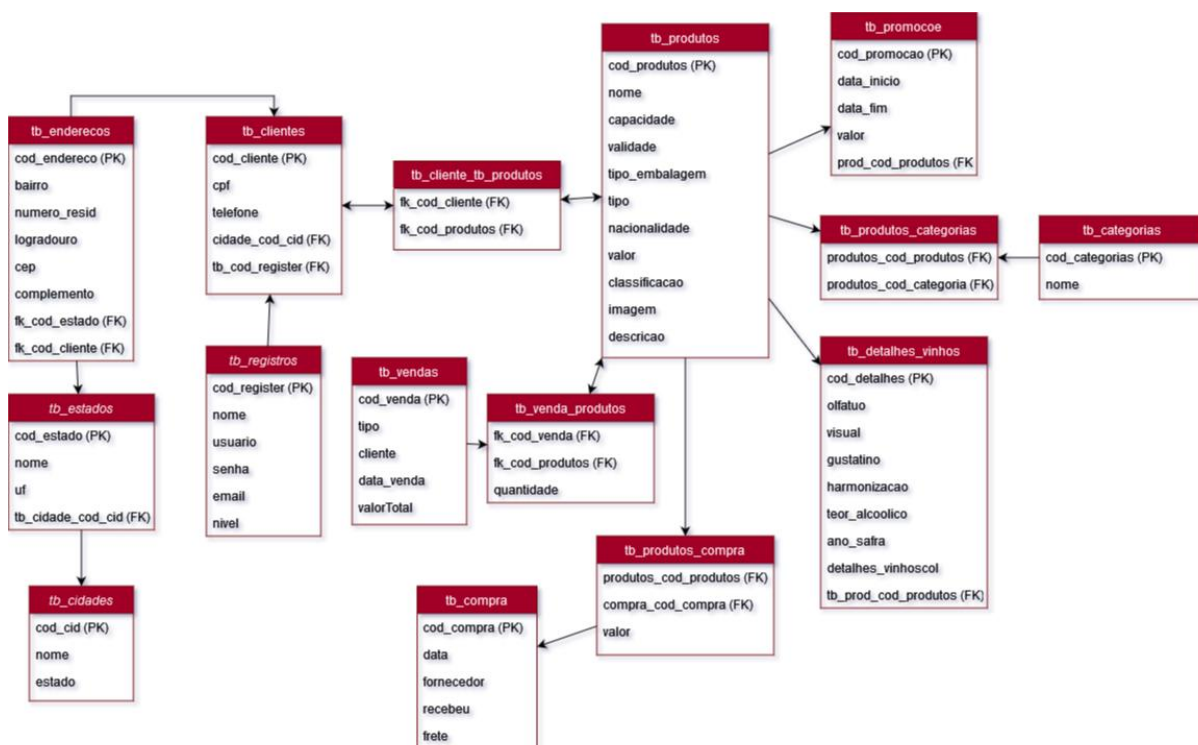 tb_enderecos
cod_endereco (PK)
bairro
numero_resid
logradouro
cep
complemento
fk_cod_estado (FK)
fk_cod_cliente (FK)
tb_estados
cod_estado (PK)
nome
uf
tb_cidade_cod_cid (FK)
tb_cidades
cod_cid (PK)
nome
estado
tb_clientes
cod_cliente (PK)
cpf
telefone
cidade_cod_cid (FK)
tb_cod_register (FK)
tb_registros
cod_register (PK)
nome
usuario
senha
email
nivel
tb_cliente_tb_produtos
fk_cod_cliente (FK)
fk_cod_produtos (FK)
tb_vendas
cod_venda (PK)
tipo
cliente
data_venda
valorTotal
tb_venda_produtos
fk_cod_venda (FK)
fk_cod_produtos (FK)
quantidade
tb_compra
cod_compra (PK)
data
fornecedor
recebeu
frete
tb_produtos
cod_produtos (PK)
nome
capacidade
validade
tipo_embalagem
tipo
nacionalidade
valor
classificacao
imagem
descricao
tb_produtos_compra
produtos_cod_produtos (FK)
compra_cod_compra (FK)
valor
tb_promocoe
cod_promocao (PK)
data_inicio
data_fim
valor
prod_cod_produtos (FK
tb_produtos_categorias
produtos_cod_produtos (FK)
produtos_cod_categoria (FK)
tb_categorias
cod_categorias (PK)
nome
tb_detalhes_vinhos
cod_detalhes (PK)
olfatuo
visual
gustatino
harmonizacao
teor_alcoolico
ano_safra
detalhes_vinhoscol
tb_prod_cod_produtos (FK)